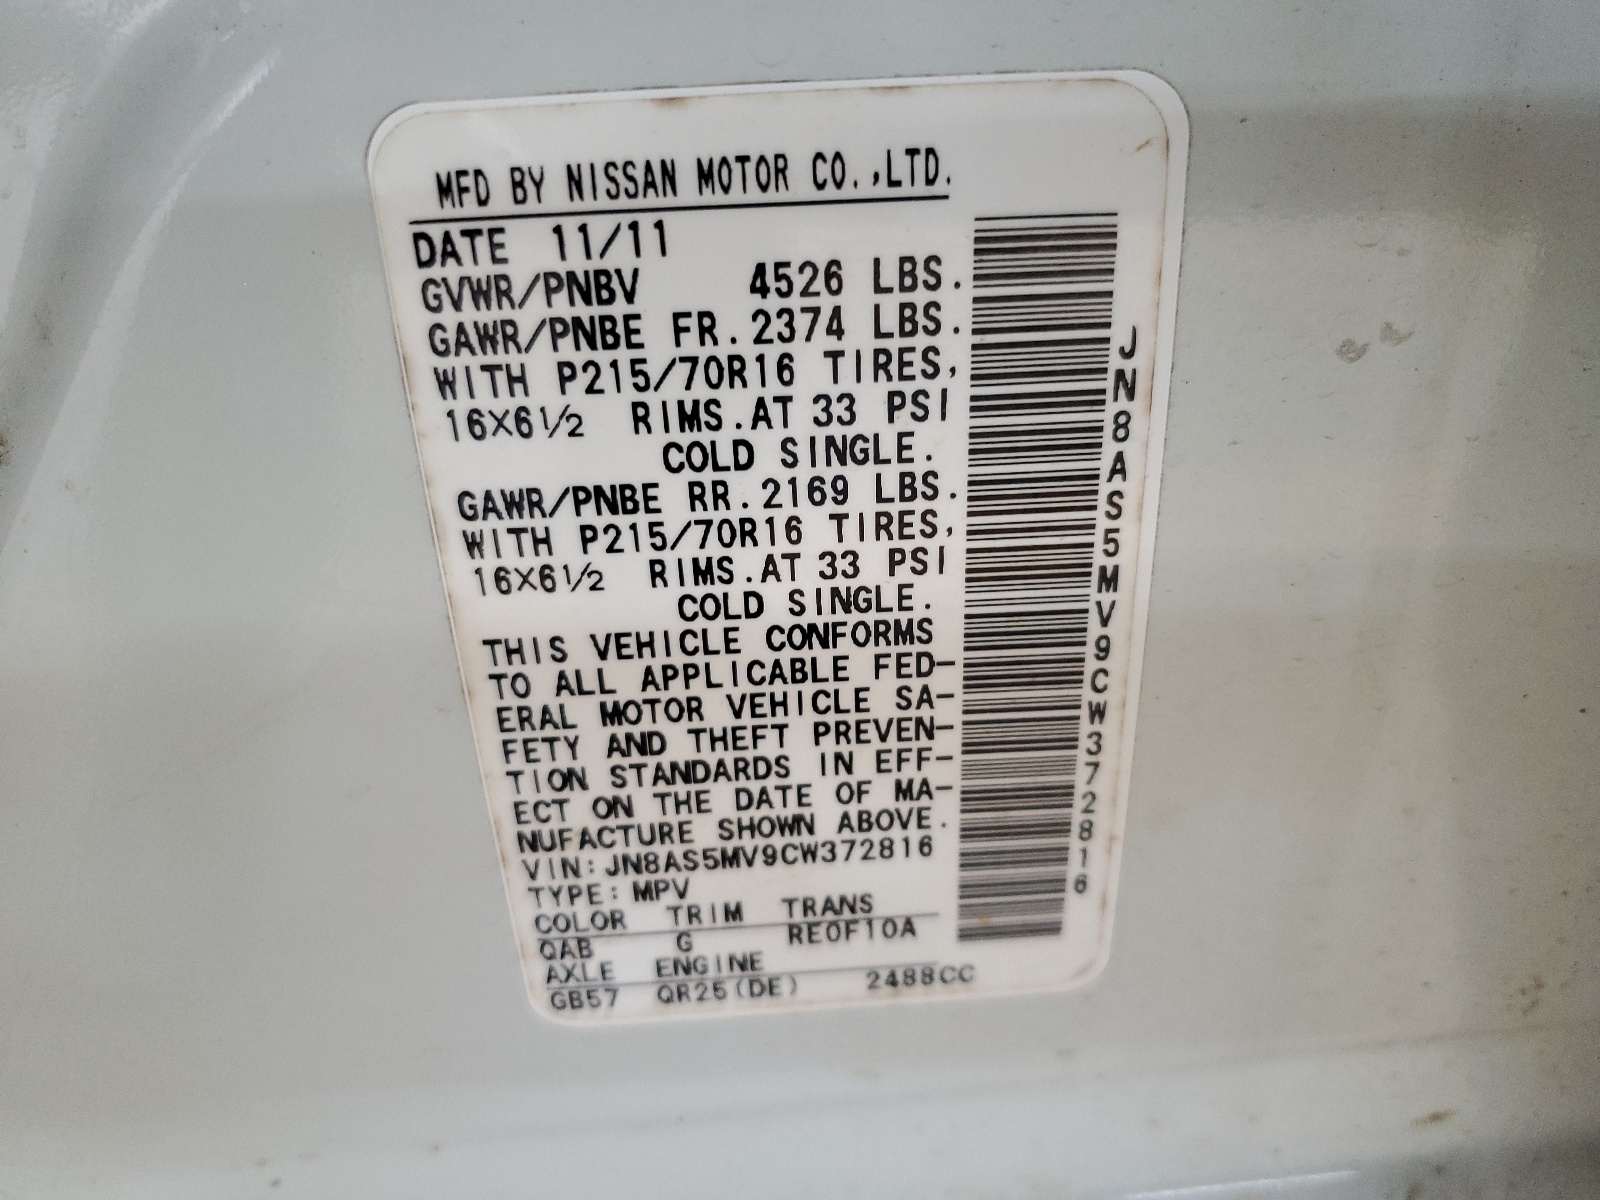 MFD BY NISSAN MOTOR CO.,LTD.
DATE 11/11
GVWR/PNBV 4526 LBS.
GAWR/PNBE FR. 2374 LBS.
WITH P215/70R16 TIRES,
16X6 1/2 RIMS. AT 33 PSI
COLD SINGLE.
GAWR/PNBE RR. 2169 LBS.
WITH P215/70R16 TIRES,
16X6 1/2 RIMS. AT 33 PSI
COLD SINGLE.
THIS VEHICLE CONFORMS
TO ALL APPLICABLE FED-
ERAL MOTOR VEHICLE SA-
FETY AND THEFT PREVEN-
TION STANDARDS IN EFF-
ECT ON THE DATE OF MA-
NUFACTURE SHOWN ABOVE.
VIN: JN8AS5MV9CW372816
TYPE: MPV
COLOR TRIM TRANS
QAB G RE0F10A
AXLE ENGINE
GB57 QR25(DE) 2488CC
JN8AS5MV9CW372816